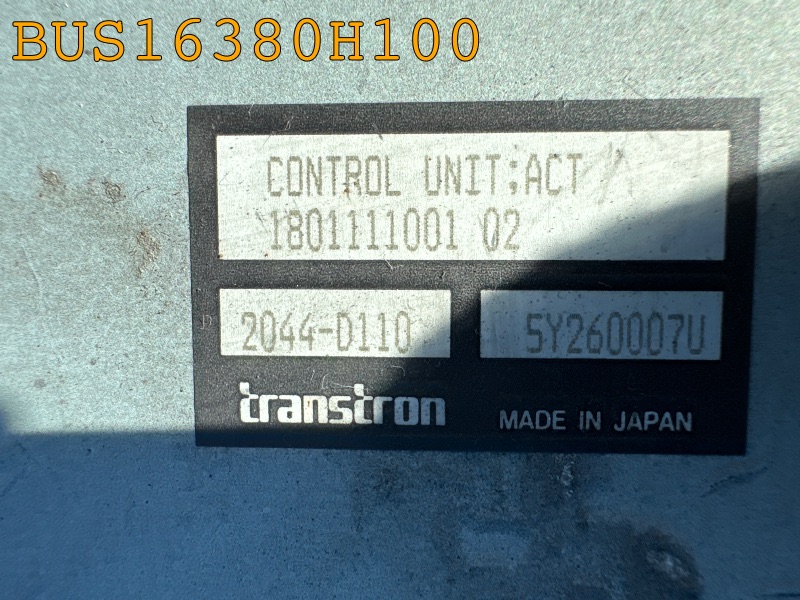 BUS16380H100
CONTROL UNIT;ACT
1801111001 02
2044-D110 5Y260007U
transtron MADE IN JAPAN